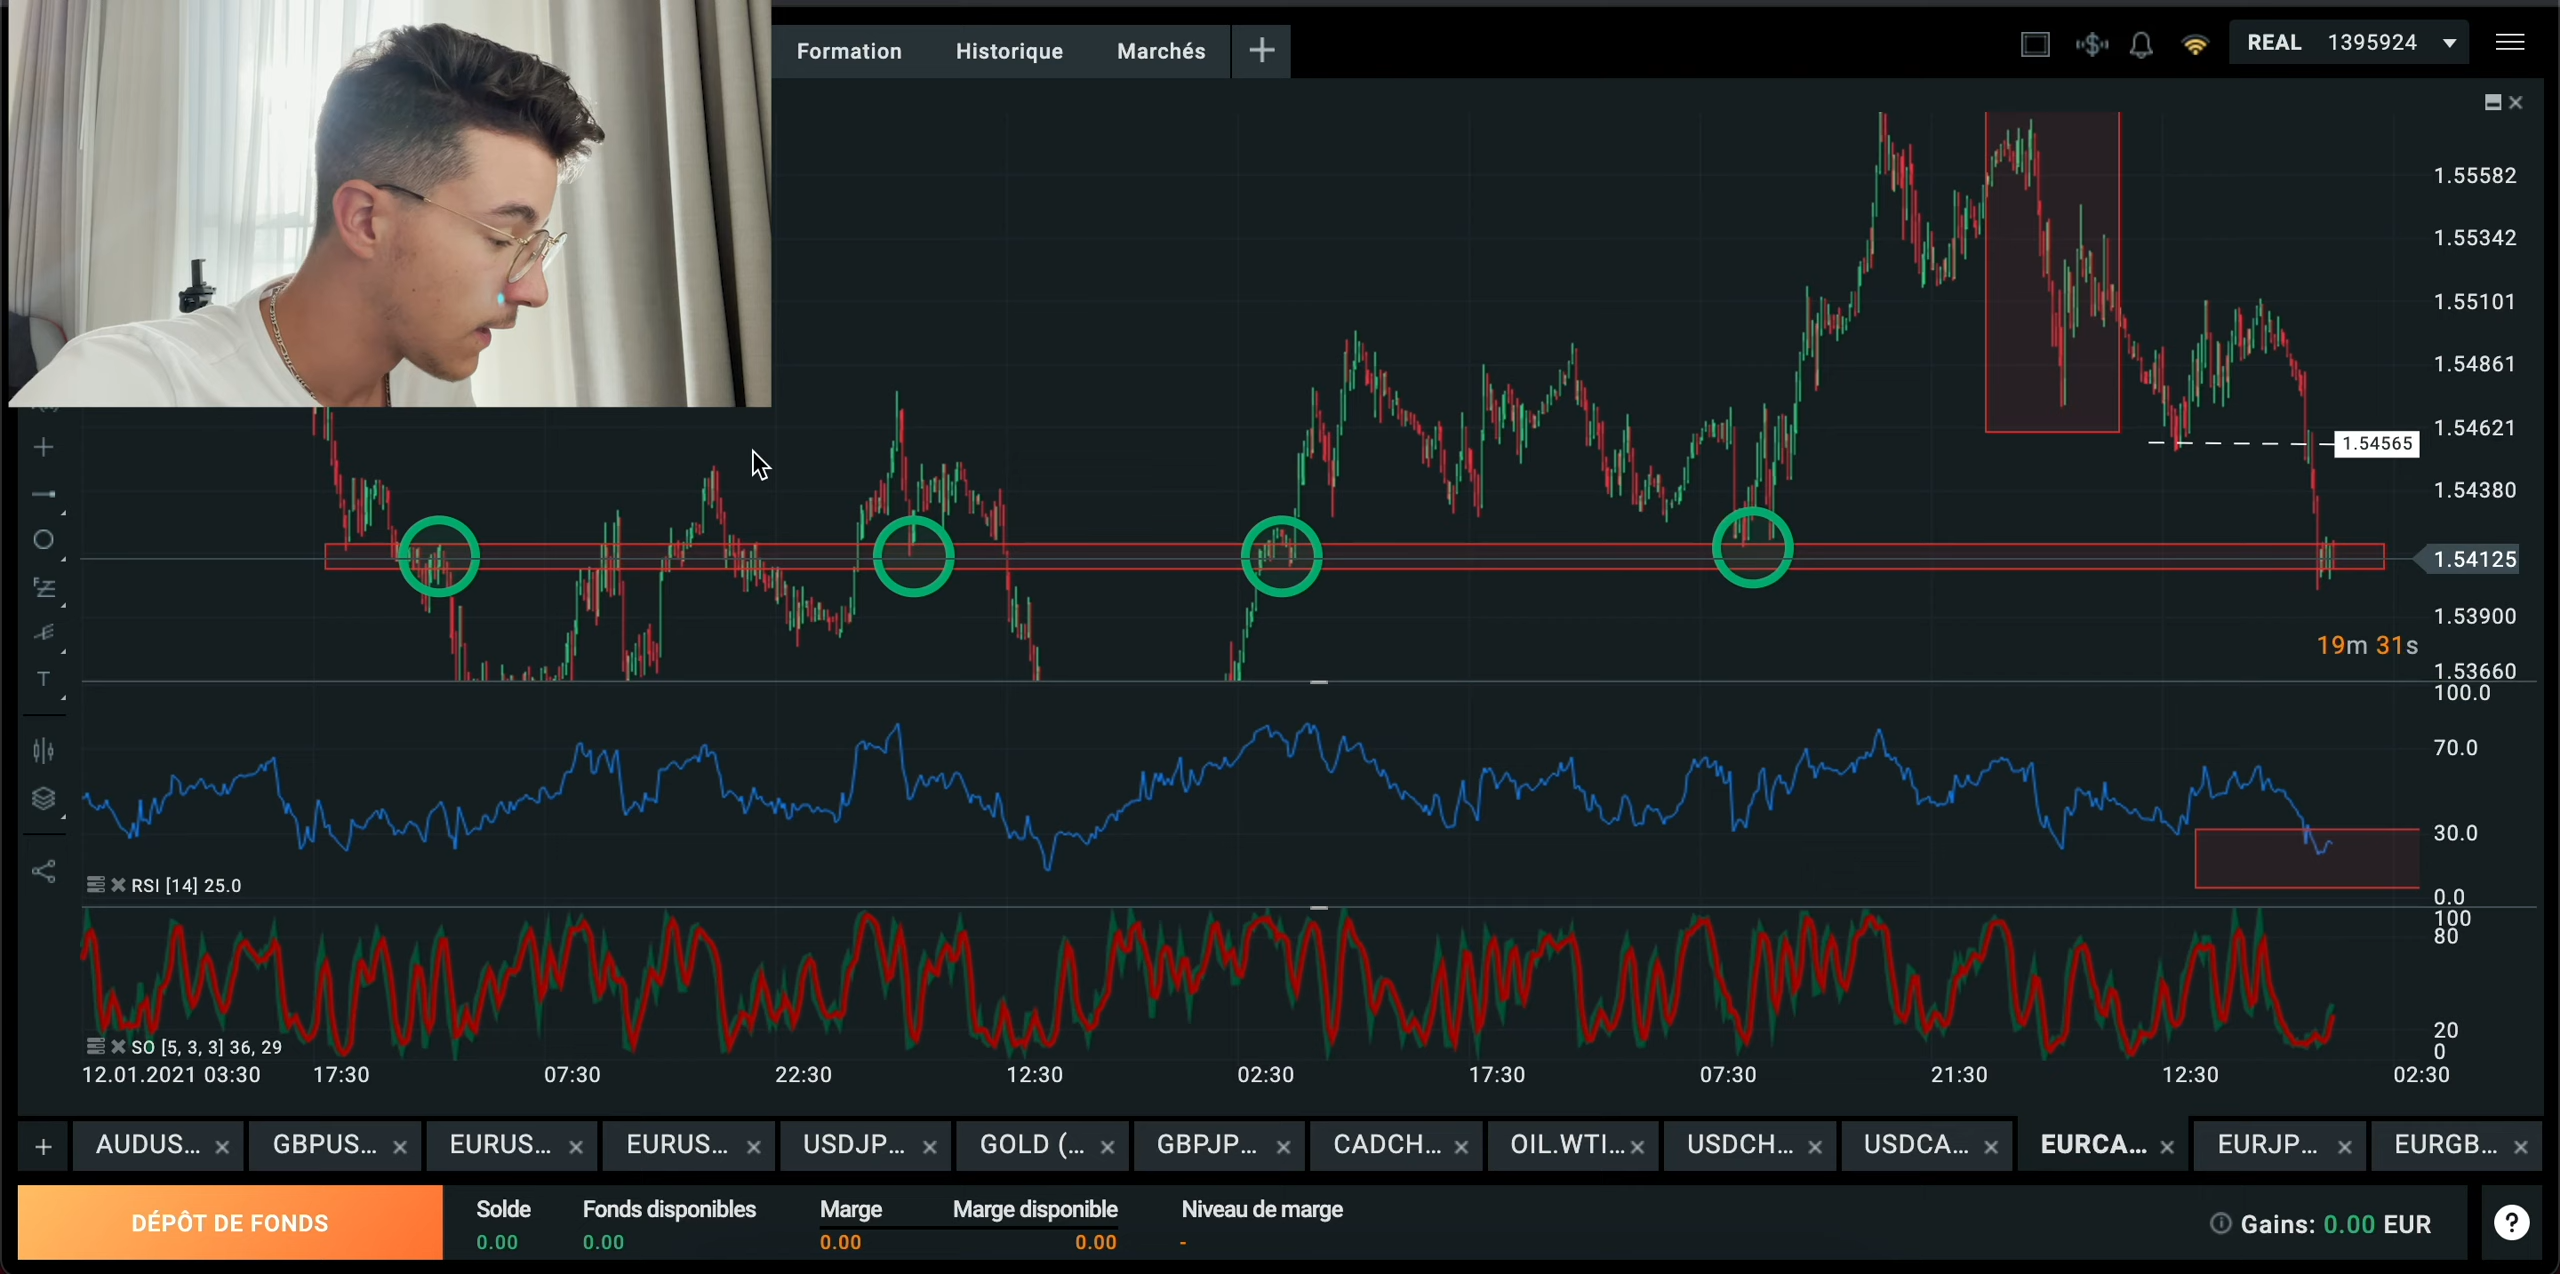 Formation Historique Marchés
REAL 1395924
1.55582
1.55342
1.55101
1.54861
1.54621
1.54565
1.54380
1.54125
1.53900
19m 31s
1.53660
100.0
70.0
30.0
RSI [14] 25.0
0.0
100
80
20
SO [5, 3, 3] 36, 29
0
12.01.2021 03:30 17:30 07:30 22:30 12:30 02:30 17:30 07:30 21:30 12:30 02:30
AUDUS... GBPUS... EURUS... EURUS... USDJP... GOLD (... GBPJP... CADCH... OIL.WTI... USDCH... USDCA... EURCA... EURJP... EURGB...
DÉPÔT DE FONDS
Solde Fonds disponibles Marge Marge disponible Niveau de marge
0.00 0.00 0.00 0.00 -
Gains: 0.00 EUR